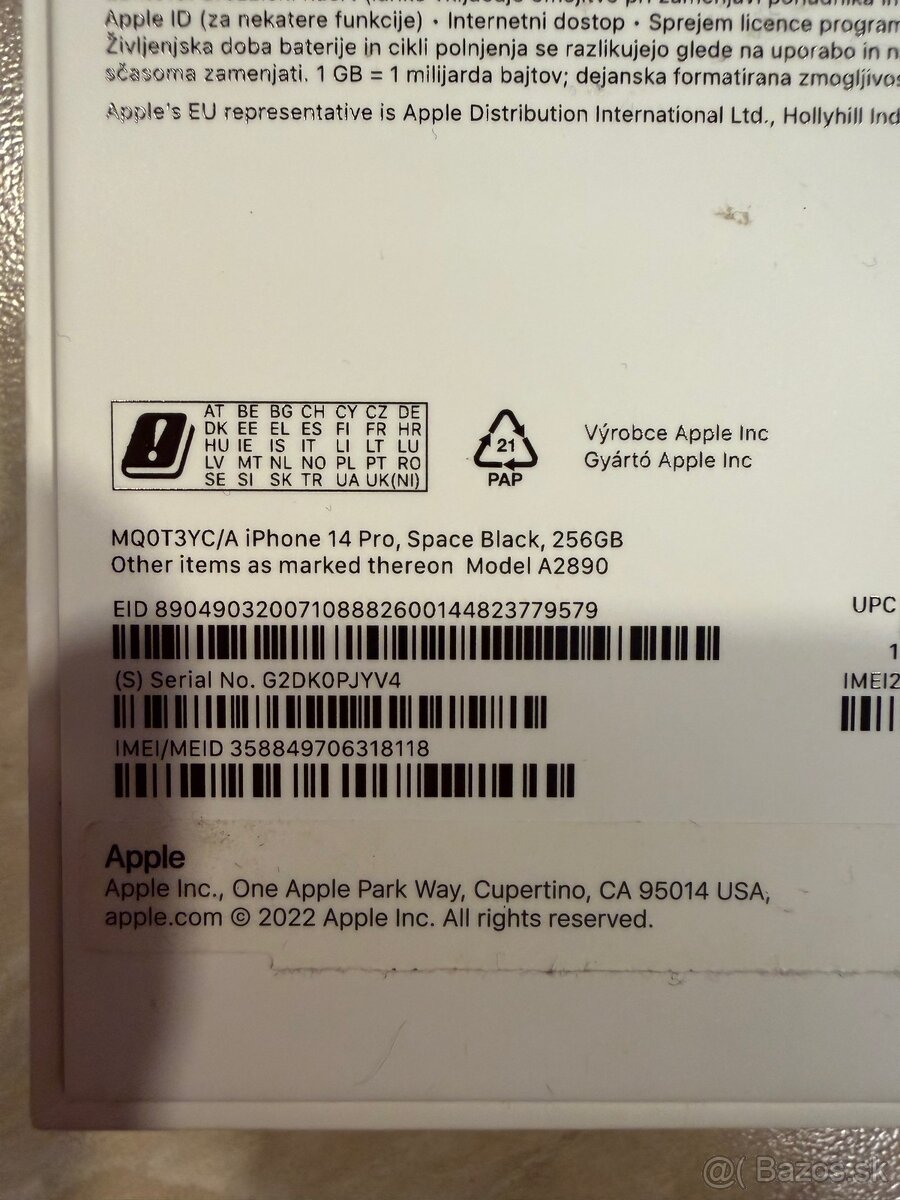 Apple ID (za nekatere funkcije) • Internetni dostop • Sprejem licence
Življenjska doba baterije in cikli polnjenja se razlikujejo glede na uporabo in
sčasoma zamenjati. 1 GB = 1 milijarda bajtov; dejanska formatirana
Apple's EU representative is Apple Distribution International Ltd., Hollyhill
AT BE BG CH CY CZ DE
DK EE EL ES FI FR HR
HU IE IS IT LI LT LU
LV MT NL NO PL PT RO
SE SI SK TR UA UK(NI)
21
PAP
Výrobce Apple Inc
Gyártó Apple Inc
MQ0T3YC/A iPhone 14 Pro, Space Black, 256GB
Other items as marked thereon Model A2890
EID 89049032007108882600144823779579
UPC
1
(S) Serial No. G2DK0PJYV4
IMEI2
IMEI/MEID 358849706318118
Apple
Apple Inc., One Apple Park Way, Cupertino, CA 95014 USA,
apple.com © 2022 Apple Inc. All rights reserved.
@( Bazos.sk